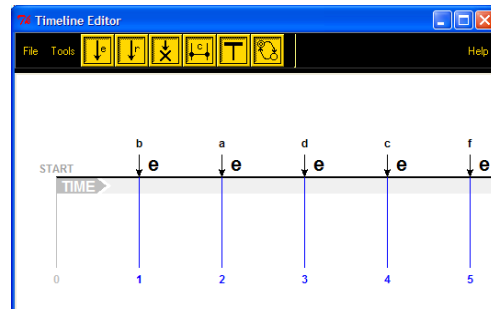 Timeline Editor
File Tools e r c Help
b a d c f
START e e e e e
TIME
0 1 2 3 4 5